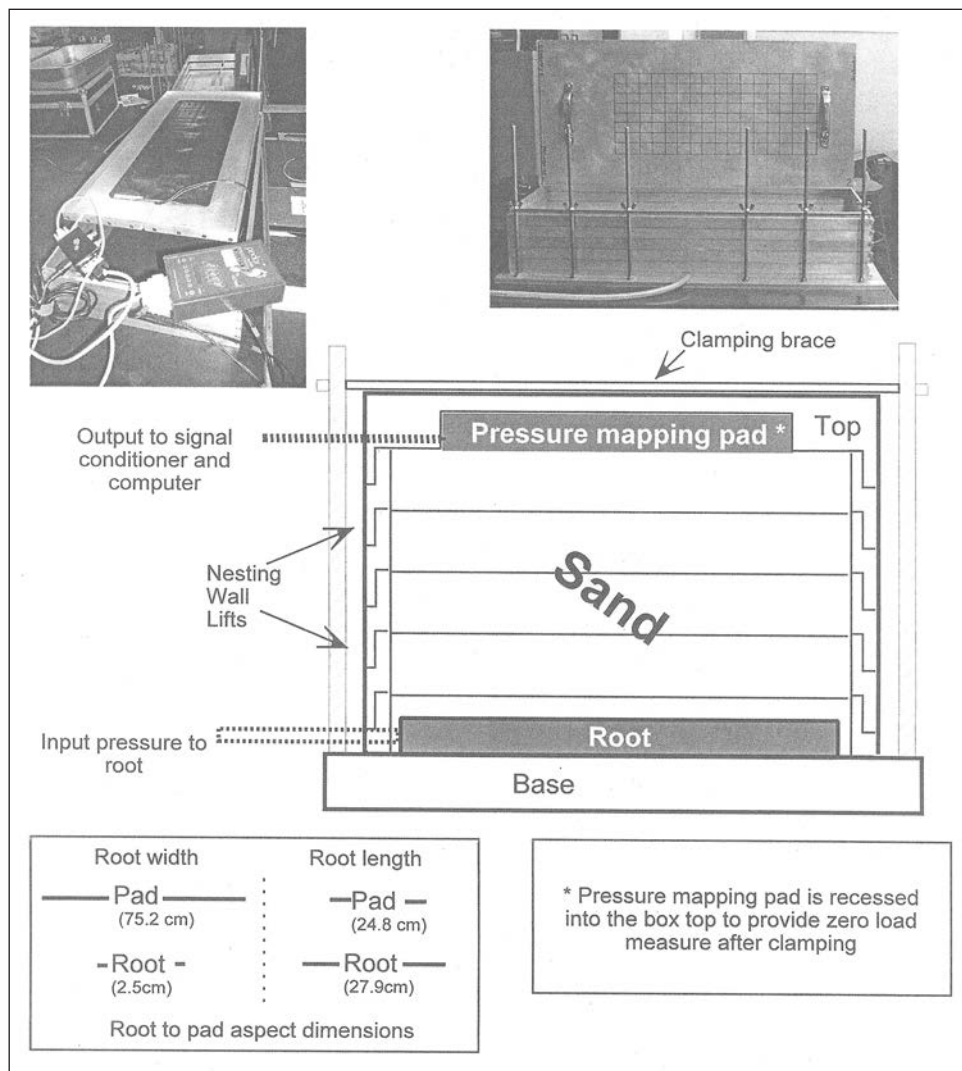 Clamping brace
Pressure mapping pad *
Top
Output to signal
conditioner and
computer
Nesting
Wall
Lifts
Sand
Input pressure to
root
Root
Base
Root width
Root length
Pad
(75.2 cm)
Pad
(24.8 cm)
Root
(2.5cm)
Root
(27.9cm)
Root to pad aspect dimensions
* Pressure mapping pad is recessed
into the box top to provide zero load
measure after clamping